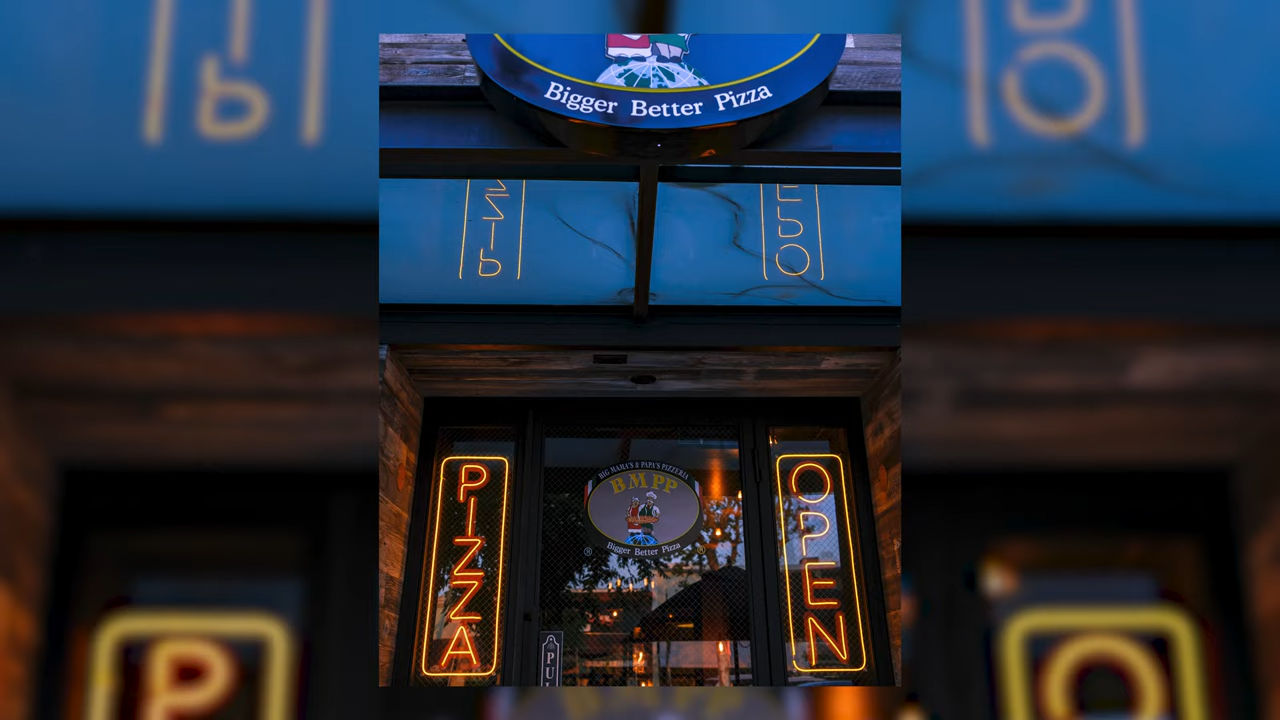 Bigger Better Pizza
PIZZA
BIG MAMA'S & PAPA'S PIZZERIA
BMPP
Bigger Better Pizza
OPEN